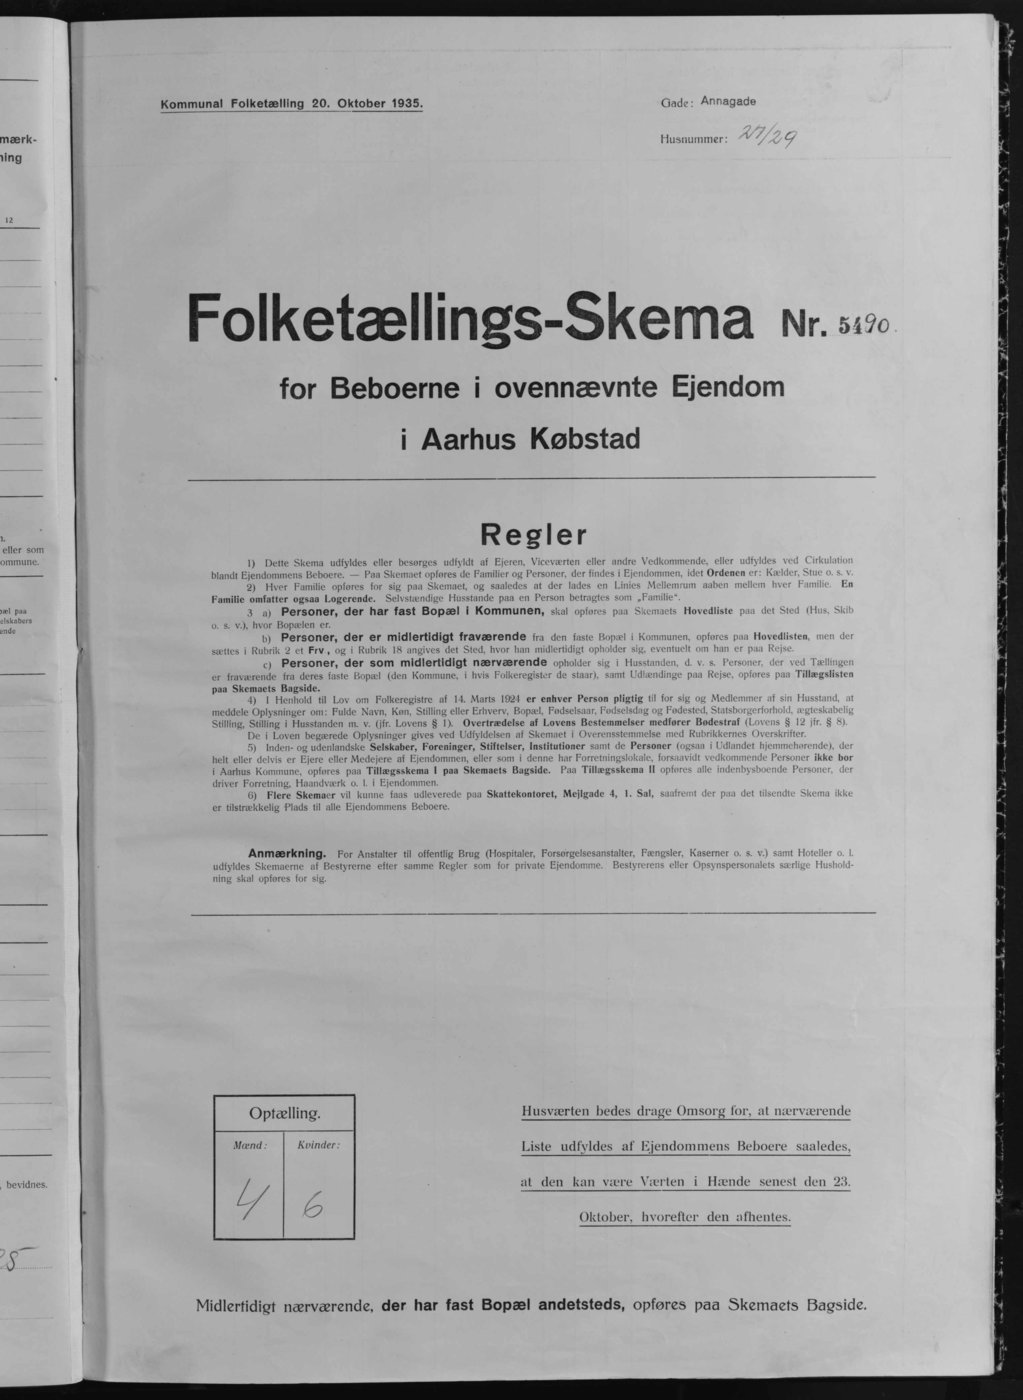 mærk-
ning
12
eller som
ommune.
pæl paa
elskabers
ende
, bevidnes.
Kommunal Folketælling 20. Oktober 1935.
Gade: Annagade
Husnummer: 27/29
Folketællings-Skema Nr. 5490.
for Beboerne i ovennævnte Ejendom
i Aarhus Købstad
Regler
1) Dette Skema udfyldes eller besørges udfyldt af Ejeren, Viceværten eller andre Vedkommende, eller udfyldes ved Cirkulation
blandt Ejendommens Beboere. — Paa Skemaet opføres de Familier og Personer, der findes i Ejendommen, idet Ordenen er: Kælder, Stue o. s. v.
2) Hver Familie opføres for sig paa Skemaet, og saaledes at der lades en Linies Mellemrum aaben mellem hver Familie. En
Familie omfatter ogsaa Logerende. Selvstændige Husstande paa en Person betragtes som „Familie“.
3 a) Personer, der har fast Bopæl i Kommunen, skal opføres paa Skemaets Hovedliste paa det Sted (Hus, Skib
o. s. v.), hvor Bopælen er.
b) Personer, der er midlertidigt fraværende fra den faste Bopæl i Kommunen, opføres paa Hovedlisten, men der
sættes i Rubrik 2 et Frv., og i Rubrik 18 angives det Sted, hvor han midlertidigt opholder sig, eventuelt om han er paa Rejse.
c) Personer, der som midlertidigt nærværende opholder sig i Husstanden, d. v. s. Personer, der ved Tællingen
er fraværende fra deres faste Bopæl (den Kommune, i hvis Folkeregister de staar), samt Udlændinge paa Rejse, opføres paa Tillægslisten
paa Skemaets Bagside.
4) I Henhold til Lov om Folkeregistre af 14. Marts 1924 er enhver Person pligtig til for sig og Medlemmer af sin Husstand, at
meddele Oplysninger om: Fulde Navn, Køn, Stilling eller Erhverv, Bopæl, Fødselsaar, Fødselsdag og Fødested, Statsborgerforhold, ægteskabelig
Stilling, Stilling i Husstanden m. v. (jfr. Lovens § 1). Overtrædelse af Lovens Bestemmelser medfører Bødestraf (Lovens § 12 jfr. § 8).
De i Loven begærede Oplysninger gives ved Udfyldelsen af Skemaet i Overensstemmelse med Rubrikkernes Overskrifter.
5) Inden- og udenlandske Selskaber, Foreninger, Stiftelser, Institutioner samt de Personer (ogsaa i Udlandet hjemmehørende), der
helt eller delvis er Ejere eller Medejere af Ejendommen, eller som i denne har Forretningslokale, forsaavidt vedkommende Personer ikke bor
i Aarhus Kommune, opføres paa Tillægsskema I paa Skemaets Bagside. Paa Tillægsskema II opføres alle indenbysboende Personer, der
driver Forretning, Haandværk o. l. i Ejendommen.
6) Flere Skemaer vil kunne faas udleverede paa Skattekontoret, Mejlgade 4, 1. Sal, saafremt der paa det tilsendte Skema ikke
er tilstrækkelig Plads til alle Ejendommens Beboere.
Anmærkning. For Anstalter til offentlig Brug (Hospitaler, Forsørgelsesanstalter, Fængsler, Kaserner o. s. v.) samt Hoteller o. l.
udfyldes Skemaerne af Bestyrerne efter samme Regler som for private Ejendomme. Bestyrerens eller Opsynspersonalets særlige Hushold-
ning skal opføres for sig.
Optælling.
Mænd: Kvinder:
4 6
Husværten bedes drage Omsorg for, at nærværende
Liste udfyldes af Ejendommens Beboere saaledes,
at den kan være Værten i Hænde senest den 23.
Oktober, hvorefter den afhentes.
Midlertidigt nærværende, der har fast Bopæl andetsteds, opføres paa Skemaets Bagside.